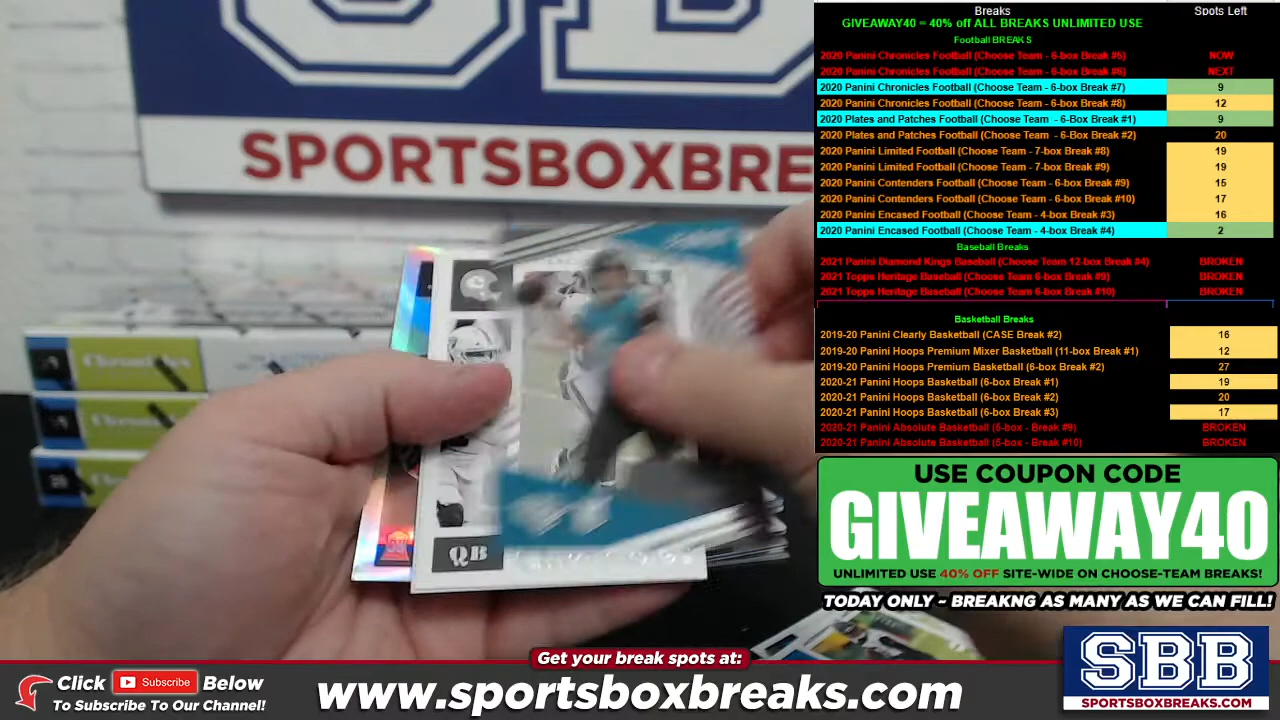 SPORTSBOXBRE
QB
Breaks Spots Left
GIVEAWAY40 = 40% off ALL BREAKS UNLIMITED USE
Football BREAKS
2020 Panini Chronicles Football (Choose Team - 6-box Break #5) NOW
2020 Panini Chronicles Football (Choose Team - 6-box Break #6) NEXT
2020 Panini Chronicles Football (Choose Team - 6-box Break #7) 9
2020 Panini Chronicles Football (Choose Team - 6-box Break #8) 12
2020 Plates and Patches Football (Choose Team - 6-Box Break #1) 9
2020 Plates and Patches Football (Choose Team - 6-Box Break #2) 20
2020 Panini Limited Football (Choose Team - 7-box Break #8) 19
2020 Panini Limited Football (Choose Team - 7-box Break #9) 19
2020 Panini Contenders Football (Choose Team - 6-box Break #9) 15
2020 Panini Contenders Football (Choose Team - 6-box Break #10) 17
2020 Panini Encased Football (Choose Team - 4-box Break #3) 16
2020 Panini Encased Football (Choose Team - 4-box Break #4) 2
Baseball Breaks
2021 Panini Diamond Kings Baseball (Choose Team 12-box Break #4) BROKEN
2021 Topps Heritage Baseball (Choose Team 6-box Break #9) BROKEN
2021 Topps Heritage Baseball (Choose Team 6-box Break #10) BROKEN
Basketball Breaks
2019-20 Panini Clearly Basketball (CASE Break #2) 16
2019-20 Panini Hoops Premium Mixer Basketball (11-box Break #1) 12
2019-20 Panini Hoops Premium Basketball (6-box Break #2) 27
2020-21 Panini Hoops Basketball (6-box Break #1) 19
2020-21 Panini Hoops Basketball (6-box Break #2) 20
2020-21 Panini Hoops Basketball (6-box Break #3) 17
2020-21 Panini Absolute Basketball (5-box - Break #9) BROKEN
2020-21 Panini Absolute Basketball (5-box - Break #10) BROKEN
USE COUPON CODE
GIVEAWAY40
UNLIMITED USE 40% OFF SITE-WIDE ON CHOOSE-TEAM BREAKS!
TODAY ONLY ~ BREAKNG AS MANY AS WE CAN FILL!
SBB
SPORTSBOXBREAKS.COM
Get your break spots at:
www.sportsboxbreaks.com
Click Subscribe Below
To Subscribe To Our Channel!